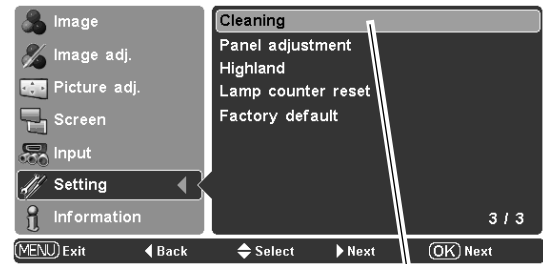 Image
Image adj.
Picture adj.
Screen
Input
Setting
Information
Cleaning
Panel adjustment
Highland
Lamp counter reset
Factory default
3 / 3
MENU Exit
Back
Select
Next
OK Next